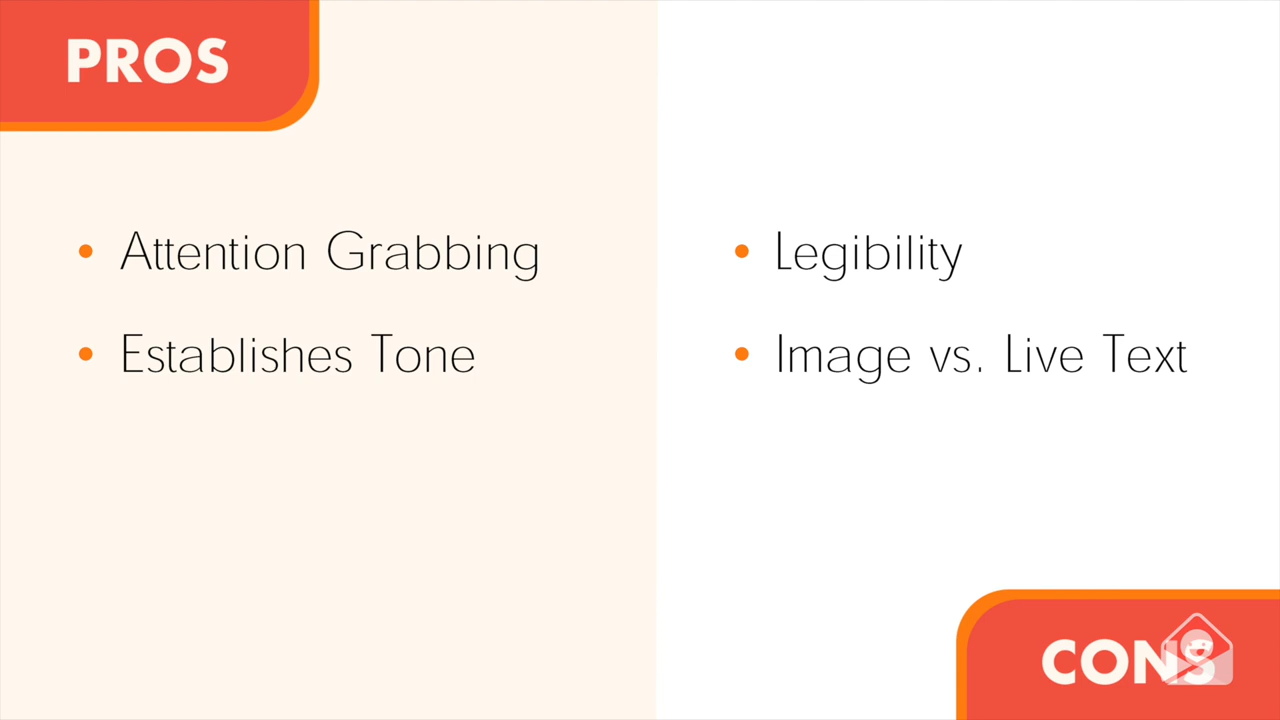 PROS
• Attention Grabbing
• Establishes Tone
• Legibility
• Image vs. Live Text
CONS